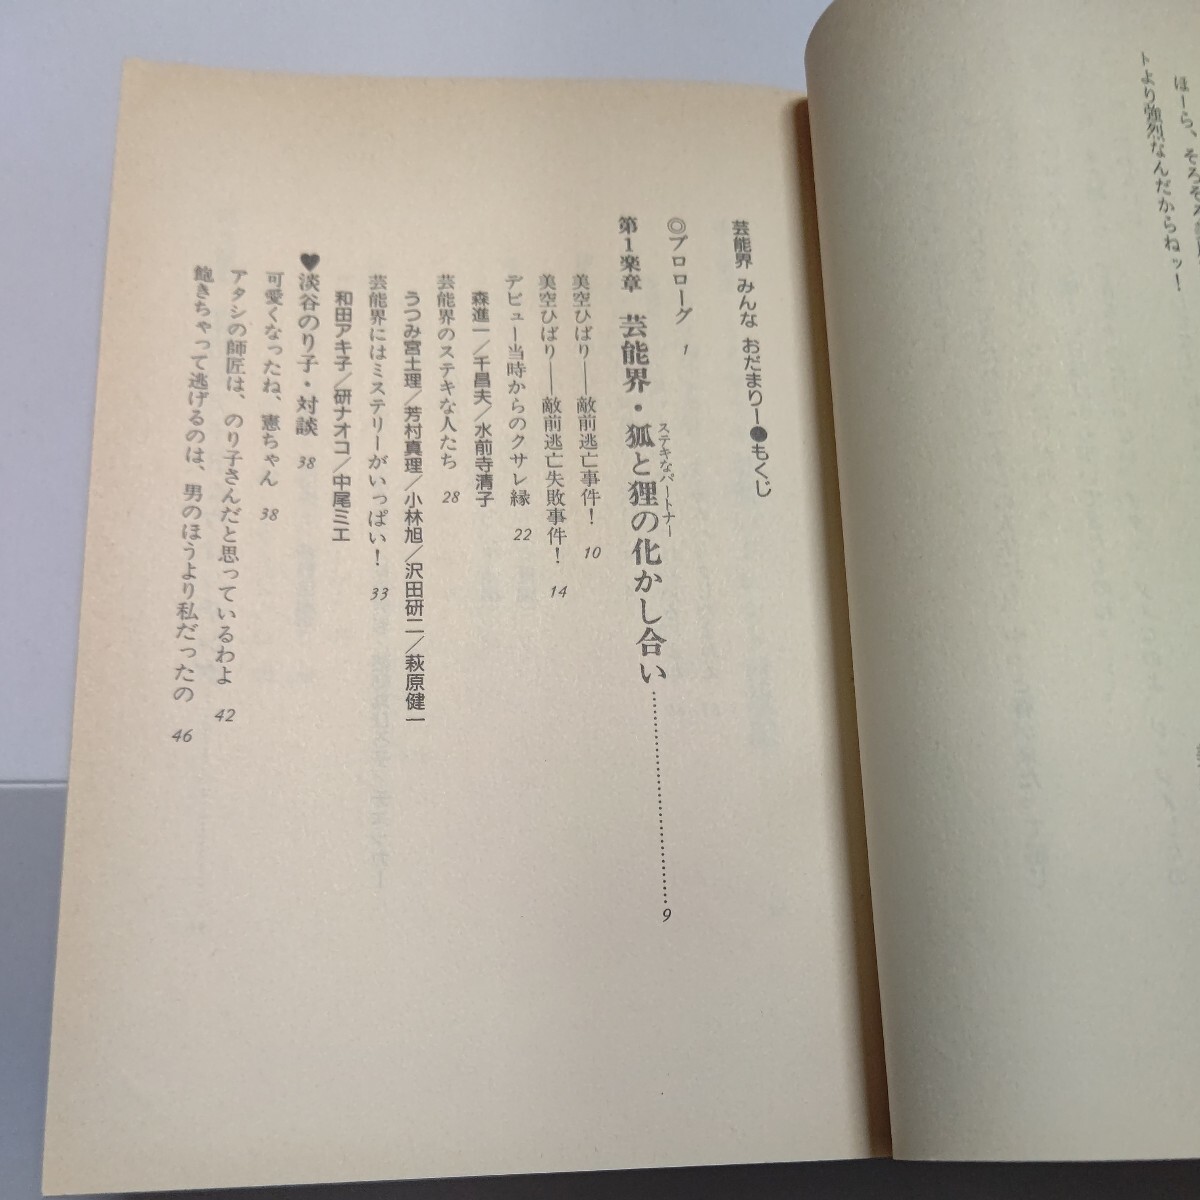 ほーら、そろそろ
トより強烈なんだからねッ！
芸能界 みんな おだまりー●もくじ
◎プロローグ 1
第1楽章 芸能界・狐と狸の化かし合い……………………9
ステキなパートナー
美空ひばり――敵前逃亡事件！ 10
美空ひばり――敵前逃亡失敗事件！ 14
デビュー当時からのクサレ縁 22
森進一／千昌夫／水前寺清子
芸能界のステキな人たち 28
うつみ宮土理／芳村真理／小林旭／沢田研二／萩原健一
芸能界にはミステリーがいっぱい！ 33
和田アキ子／研ナオコ／中尾ミエ
♥淡谷のり子・対談 38
可愛くなったね、憲ちゃん 38
アタシの師匠は、のり子さんだと思っているわよ 42
飽きちゃって逃げるのは、男のほうより私だったの 46